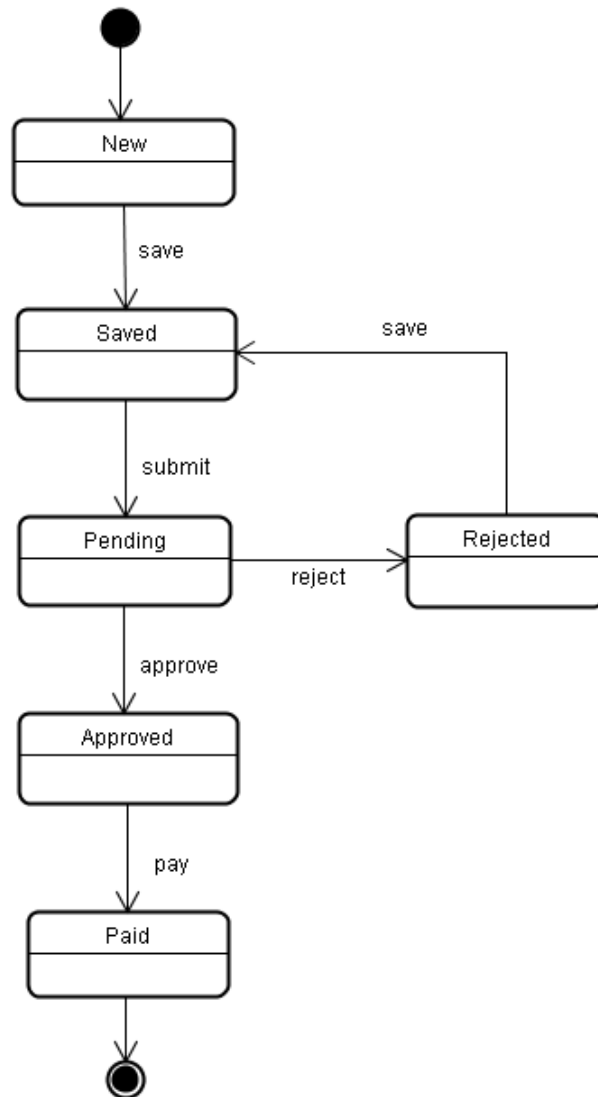 New
save
Saved
save
submit
Pending
reject
Rejected
approve
Approved
pay
Paid